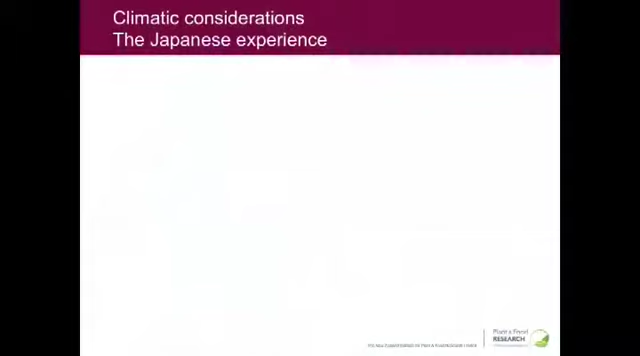 Climatic considerations
The Japanese experience
Plant & Food
RESEARCH